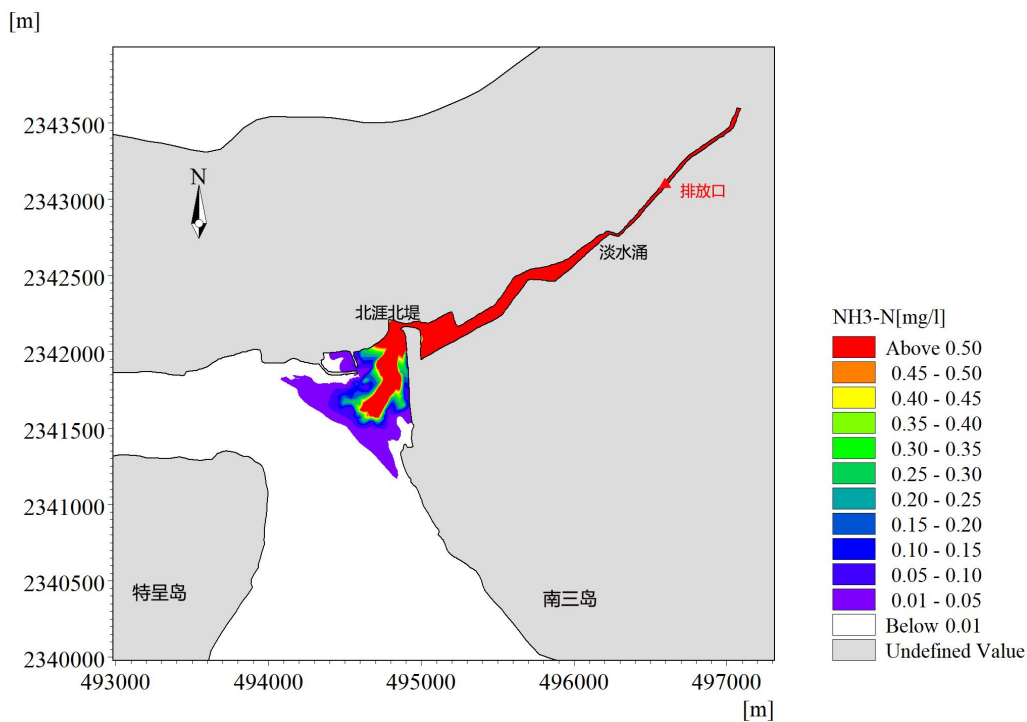 [m]
2343500
2343000
2342500
2342000
2341500
2341000
2340500
2340000
N
排放口
淡水涌
北涯北堤
特呈岛
南三岛
493000 494000 495000 496000 497000
[m]
NH3-N[mg/l]
Above 0.50
0.45 - 0.50
0.40 - 0.45
0.35 - 0.40
0.30 - 0.35
0.25 - 0.30
0.20 - 0.25
0.15 - 0.20
0.10 - 0.15
0.05 - 0.10
0.01 - 0.05
Below 0.01
Undefined Value